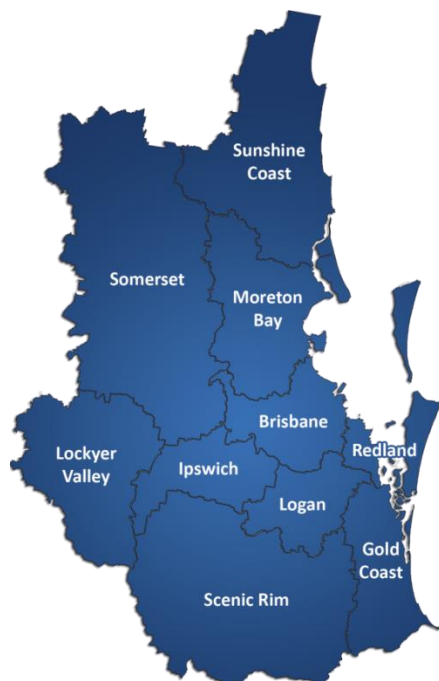 Sunshine
Coast
Somerset
Moreton
Bay
Brisbane
Redland
Lockyer
Valley
Ipswich
Logan
Gold
Coast
Scenic Rim